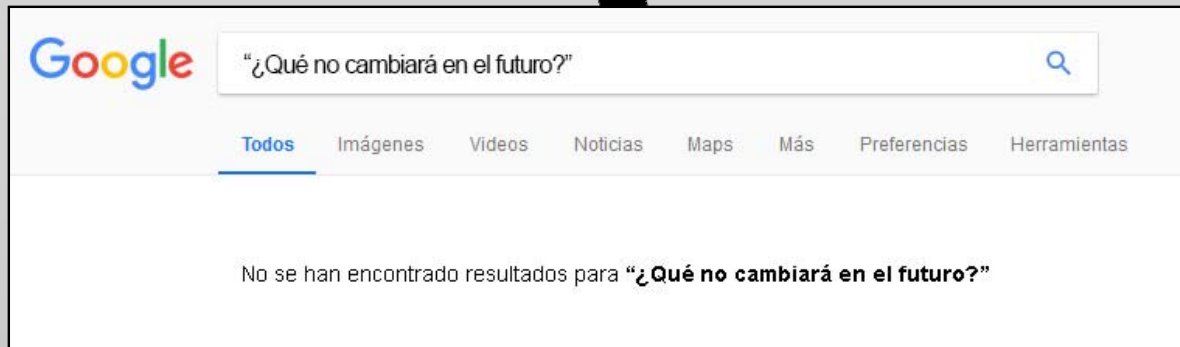 Google
“¿Qué no cambiará en el futuro?”
Todos Imágenes Videos Noticias Maps Más Preferencias Herramientas
No se han encontrado resultados para “¿Qué no cambiará en el futuro?”